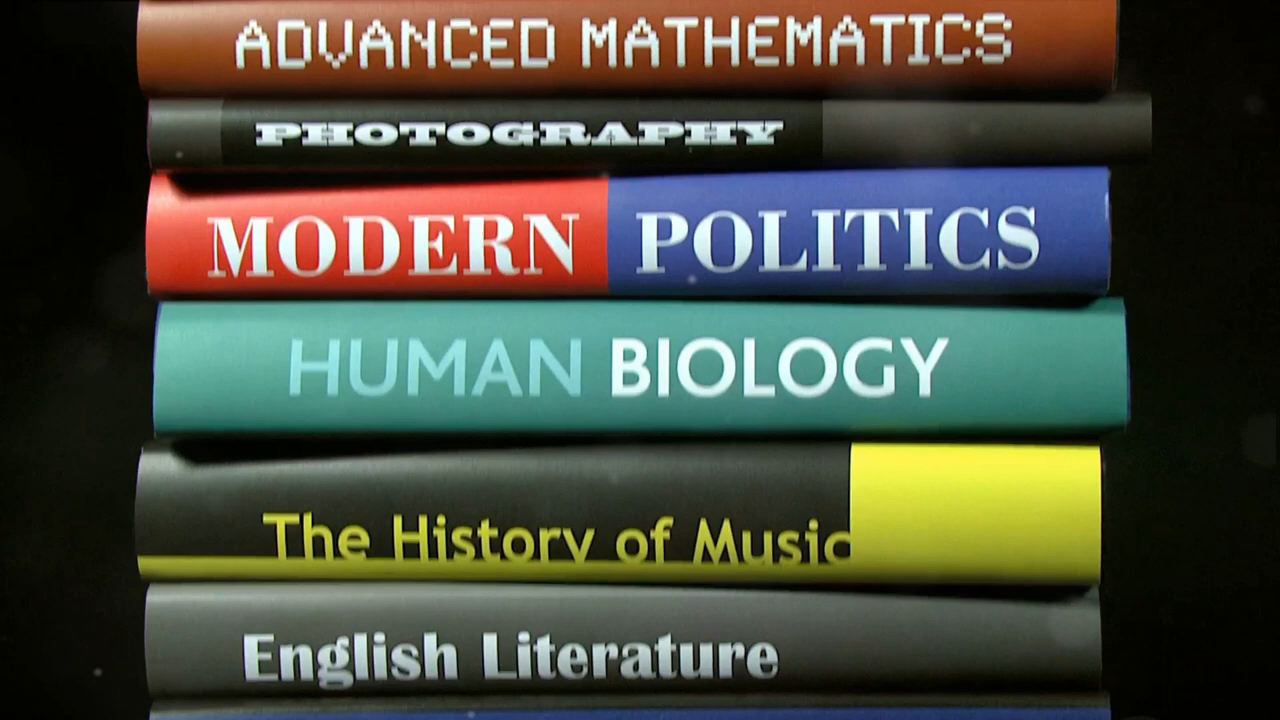 ADVANCED MATHEMATICS
PHOTOGRAPHY
MODERN POLITICS
HUMAN BIOLOGY
The History of Music
English Literature